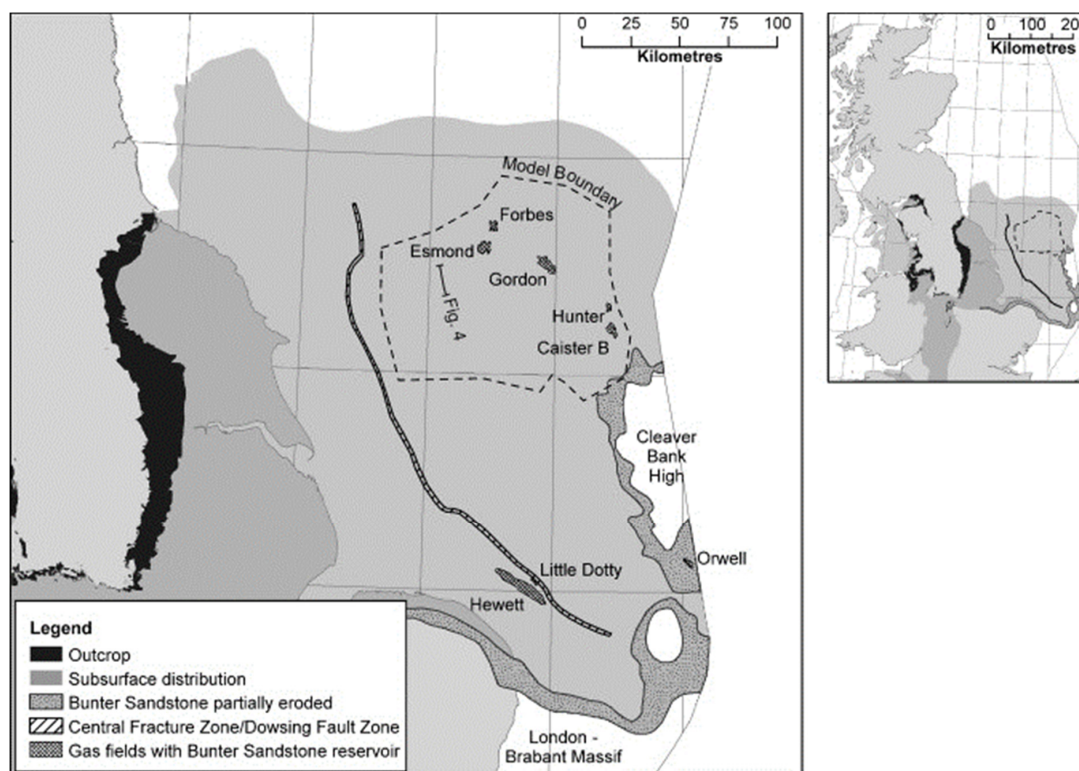 0 25 50 75 100
Kilometres
Model Boundary
Forbes
Esmond
Gordon
Fig. 4
Hunter
Caister B
Cleaver
Bank
High
Orwell
Little Dotty
Hewett
London -
Brabant Massif
Legend
Outcrop
Subsurface distribution
Bunter Sandstone partially eroded
Central Fracture Zone/Dowsing Fault Zone
Gas fields with Bunter Sandstone reservoir
0 100 20
Kilometres